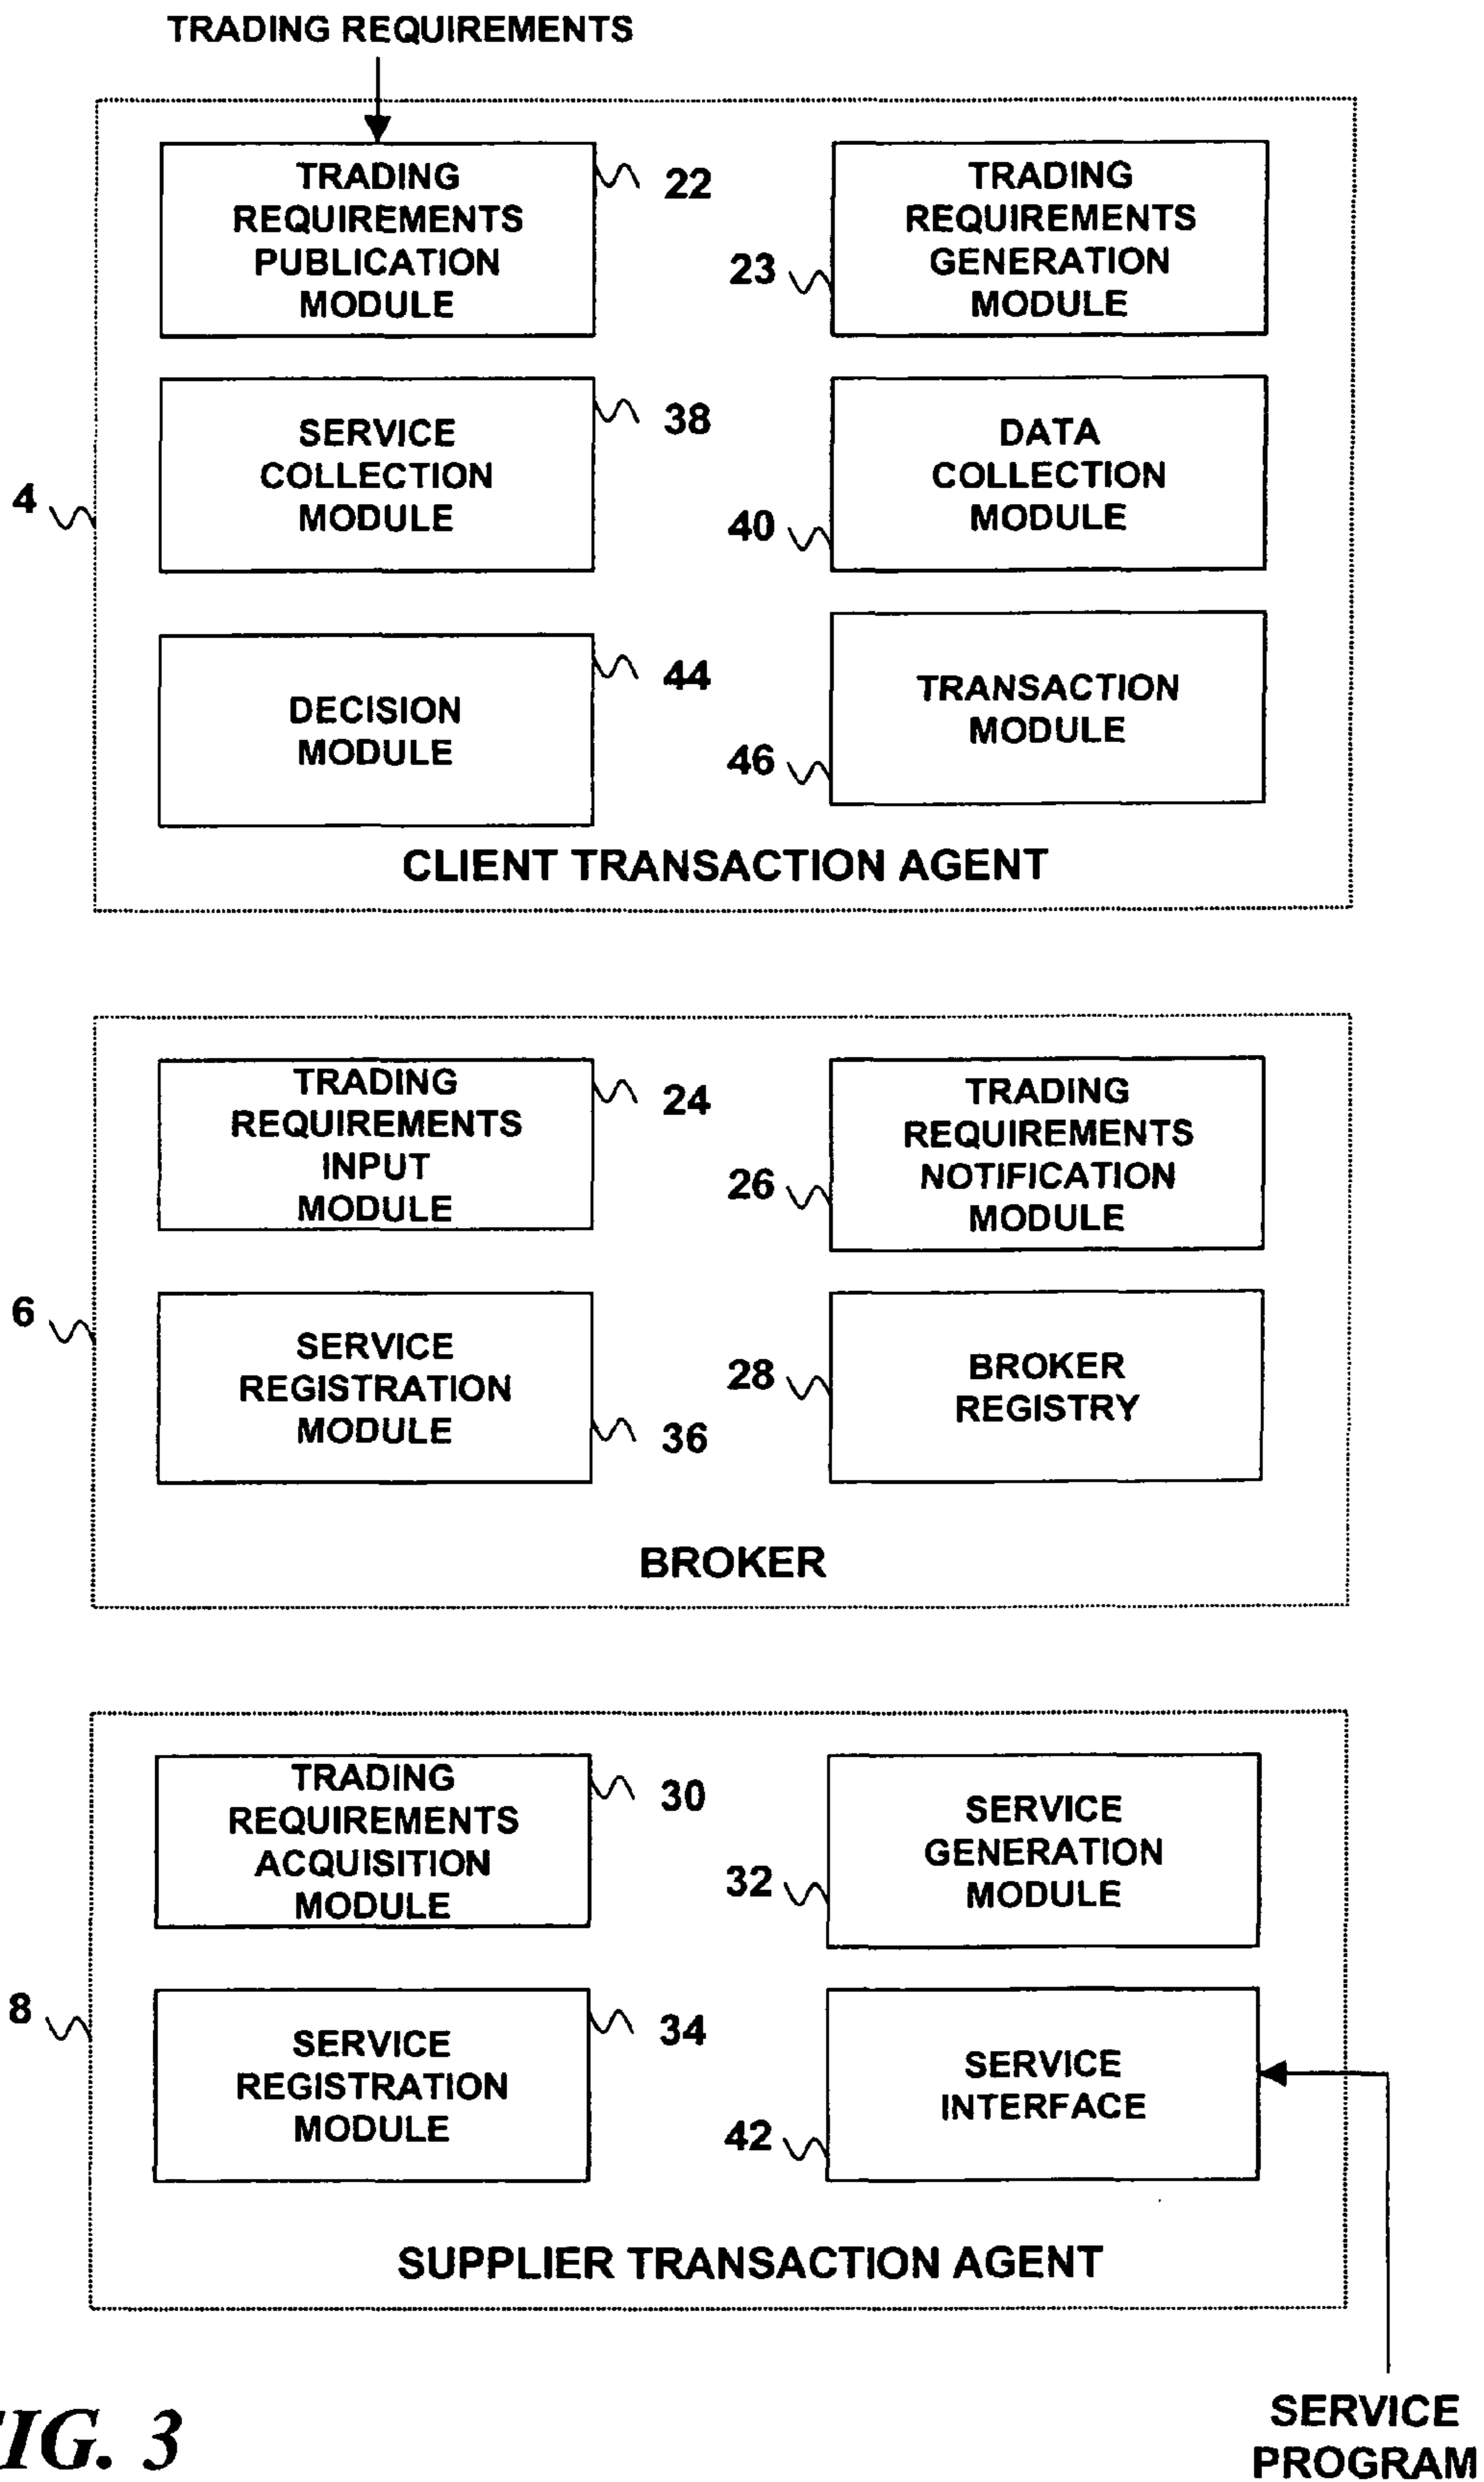 TRADING REQUIREMENTS
TRADING
REQUIREMENTS
PUBLICATION
MODULE
22
TRADING
REQUIREMENTS
GENERATION
MODULE
23
SERVICE
COLLECTION
MODULE
38
DATA
COLLECTION
MODULE
40
4
DECISION
MODULE
44
TRANSACTION
MODULE
46
CLIENT TRANSACTION AGENT
TRADING
REQUIREMENTS
INPUT
MODULE
24
TRADING
REQUIREMENTS
NOTIFICATION
MODULE
26
6
SERVICE
REGISTRATION
MODULE
36
BROKER
REGISTRY
28
BROKER
TRADING
REQUIREMENTS
ACQUISITION
MODULE
30
SERVICE
GENERATION
MODULE
32
8
SERVICE
REGISTRATION
MODULE
34
SERVICE
INTERFACE
42
SUPPLIER TRANSACTION AGENT
SERVICE
PROGRAM
IG. 3